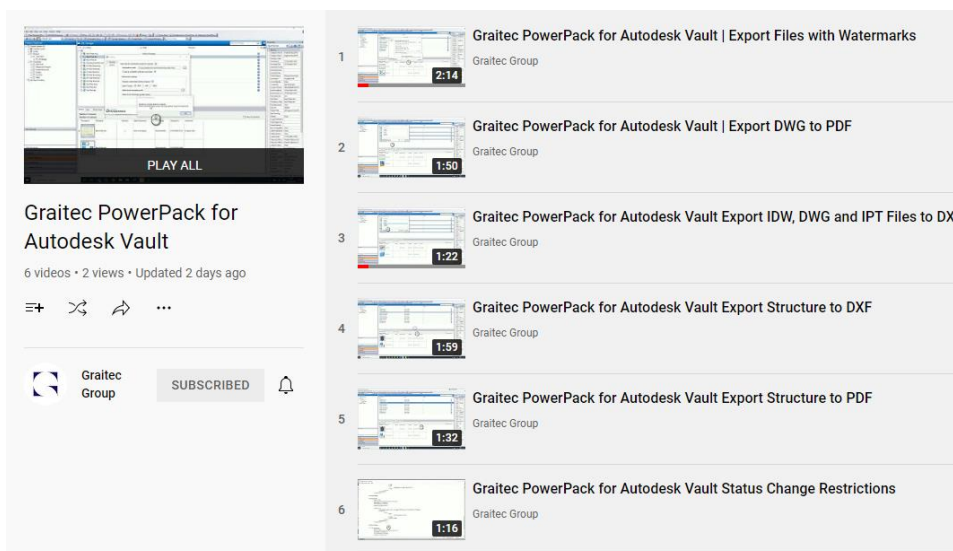 PLAY ALL
Graitec PowerPack for
Autodesk Vault
6 videos • 2 views • Updated 2 days ago
Graitec
Group
SUBSCRIBED
1
2:14
Graitec PowerPack for Autodesk Vault | Export Files with Watermarks
Graitec Group
2
1:50
Graitec PowerPack for Autodesk Vault | Export DWG to PDF
Graitec Group
3
1:22
Graitec PowerPack for Autodesk Vault Export IDW, DWG and IPT Files to DX
Graitec Group
4
1:59
Graitec PowerPack for Autodesk Vault Export Structure to DXF
Graitec Group
5
1:32
Graitec PowerPack for Autodesk Vault Export Structure to PDF
Graitec Group
6
1:16
Graitec PowerPack for Autodesk Vault Status Change Restrictions
Graitec Group